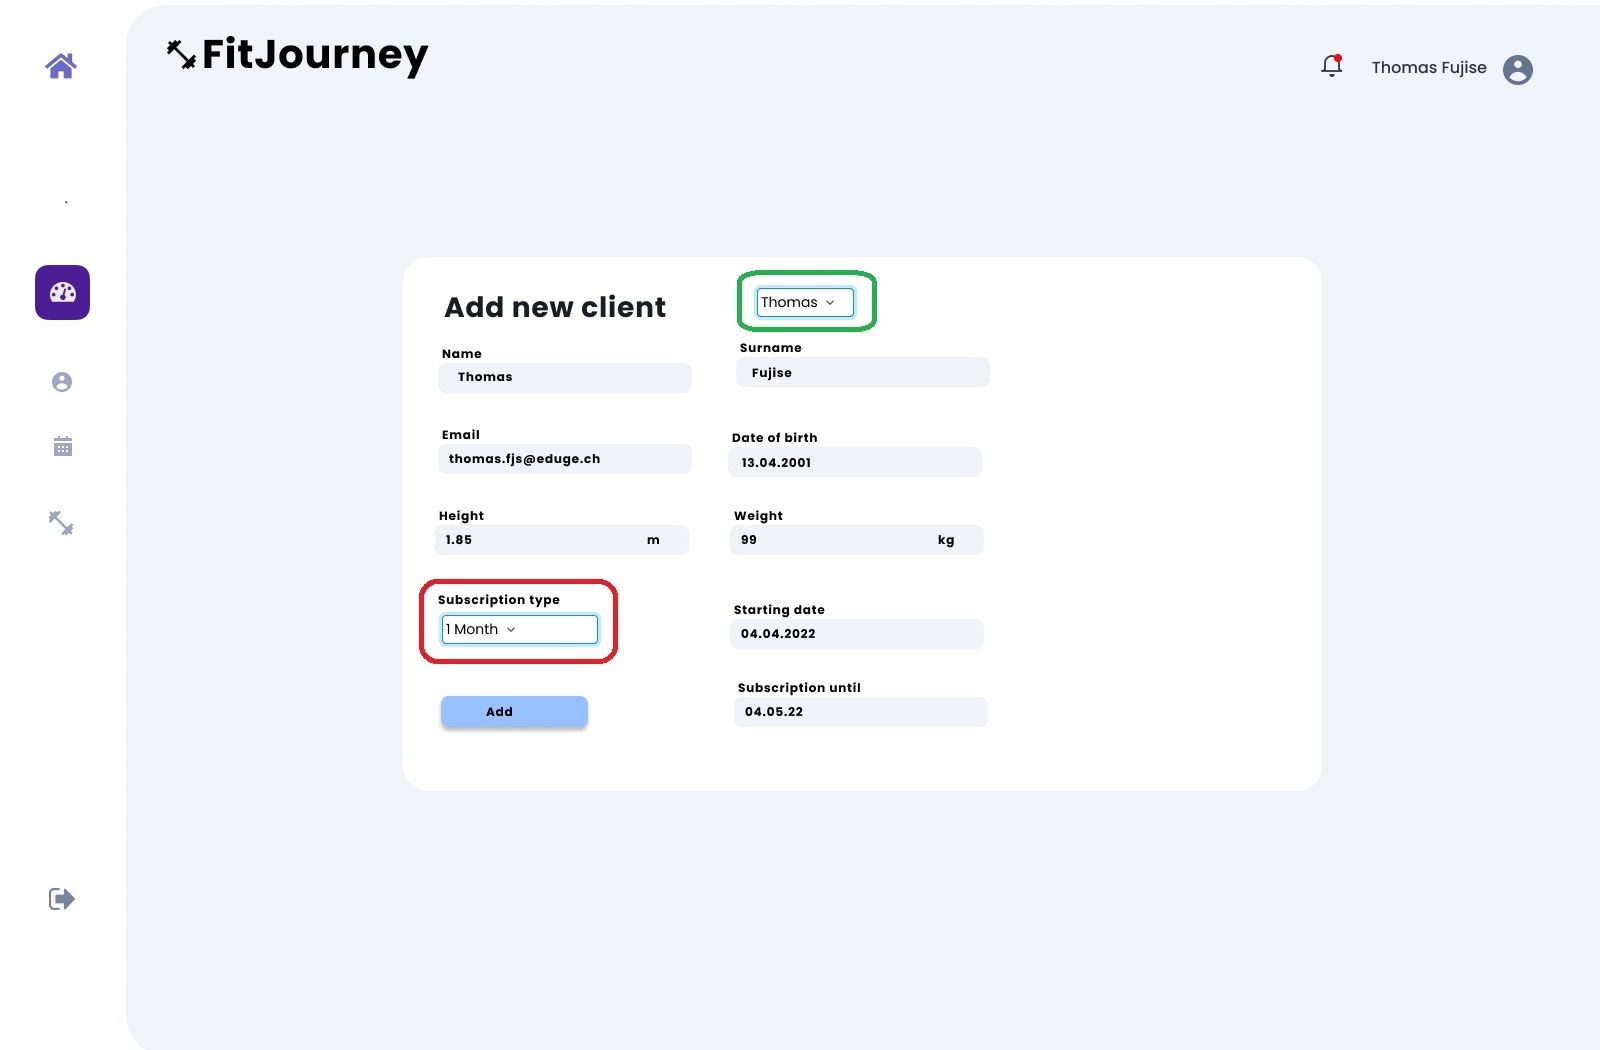 FitJourney
Thomas Fujise
Add new client
Thomas
Name
Surname
Thomas
Fujise
Email
Date of birth
thomas.fjs@eduge.ch
13.04.2001
Height
Weight
1.85 m
99 kg
Subscription type
Starting date
1 Month
04.04.2022
Subscription until
Add
04.05.22